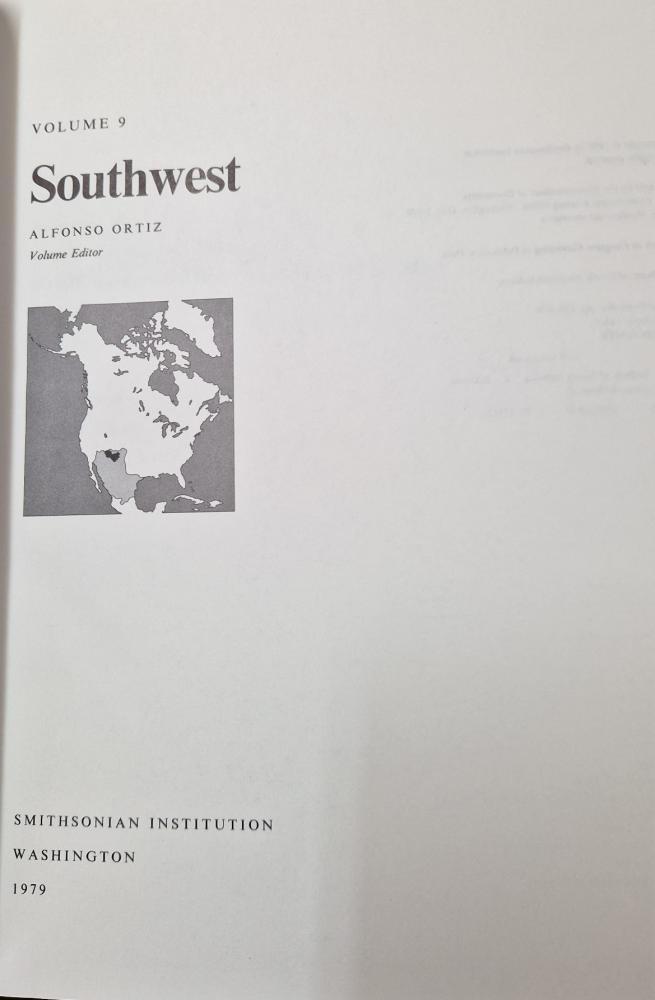 VOLUME 9
Southwest
ALFONSO ORTIZ
Volume Editor
SMITHSONIAN INSTITUTION
WASHINGTON
1979